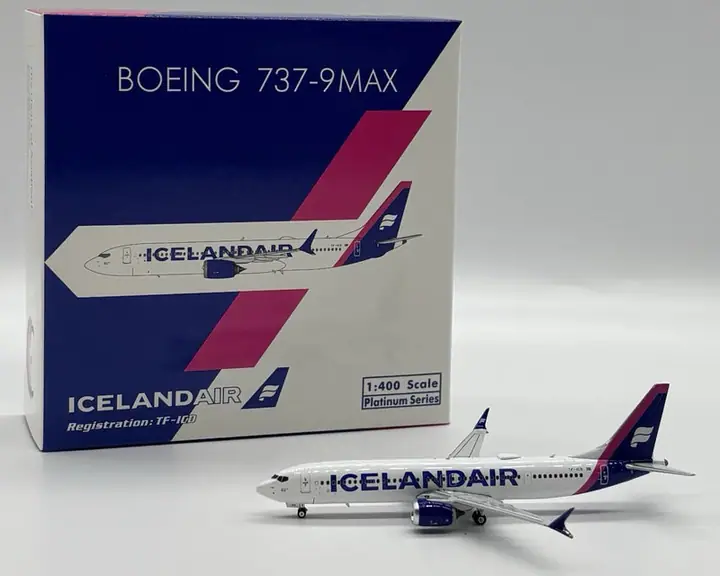 BOEING 737-9MAX
ICELANDAIR
ICELANDAIR
1:400 Scale
Platinum Series
Registration: TF-ICD
ICELANDAIR